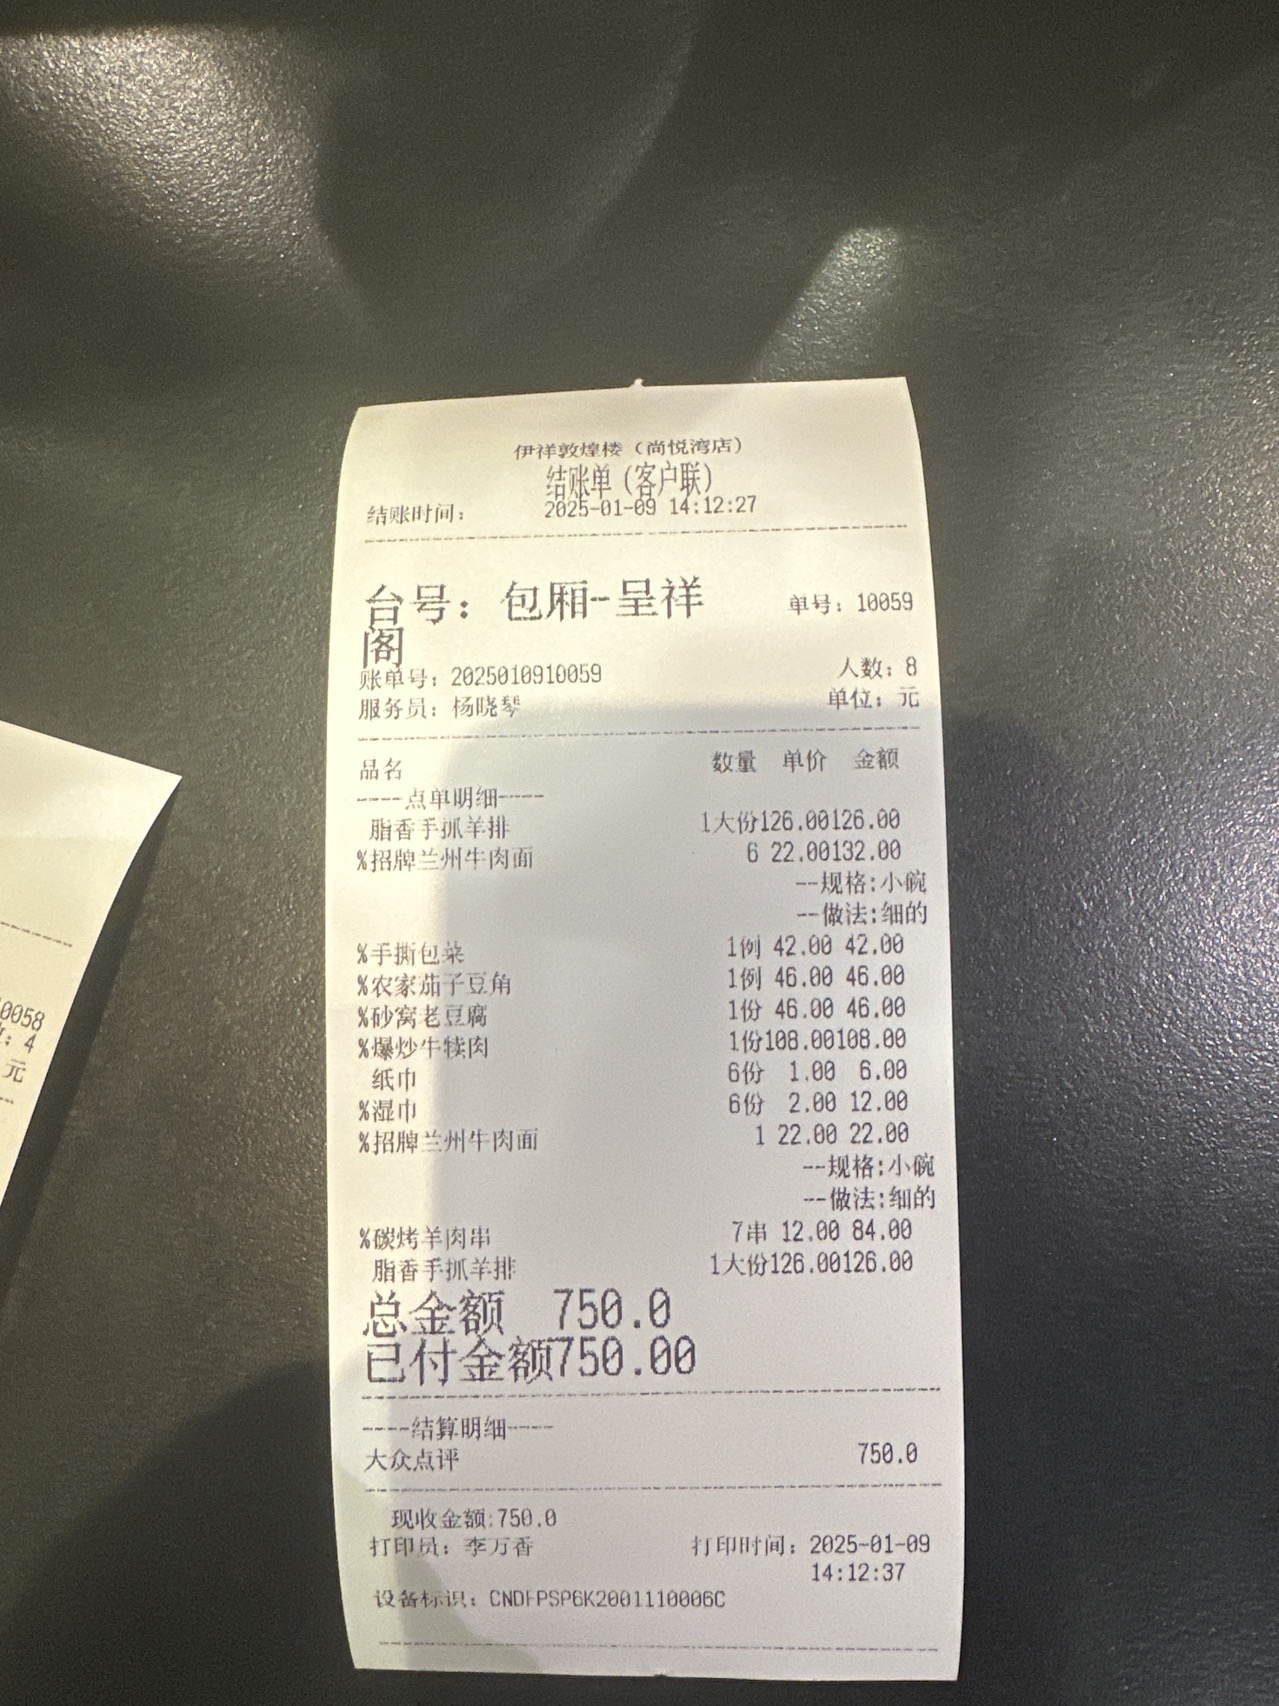 伊祥敦煌楼（尚悦湾店）
结账单（客户联）
结账时间： 2025-01-09 14:12:27
台号：包厢-呈祥 单号：10059
阁
账单号：2025010910059 人数：8
服务员：杨晓琴 单位：元
品名 数量 单价 金额
----点单明细----
脂香手抓羊排 1大份126.00126.00
%招牌兰州牛肉面 6 22.00132.00
--规格:小碗
--做法:细的
%手撕包菜 1例 42.00 42.00
%农家茄子豆角 1例 46.00 46.00
%砂窝老豆腐 1份 46.00 46.00
%爆炒牛犊肉 1份108.00108.00
纸巾 6份 1.00 6.00
%湿巾 6份 2.00 12.00
%招牌兰州牛肉面 1 22.00 22.00
--规格:小碗
--做法:细的
%碳烤羊肉串 7串 12.00 84.00
脂香手抓羊排 1大份126.00126.00
总金额 750.0
已付金额750.00
----结算明细----
大众点评 750.0
现收金额:750.0
打印员：李万香 打印时间：2025-01-09
14:12:37
设备标识：CNDFPSP6K2001110006C
0058
：4
元